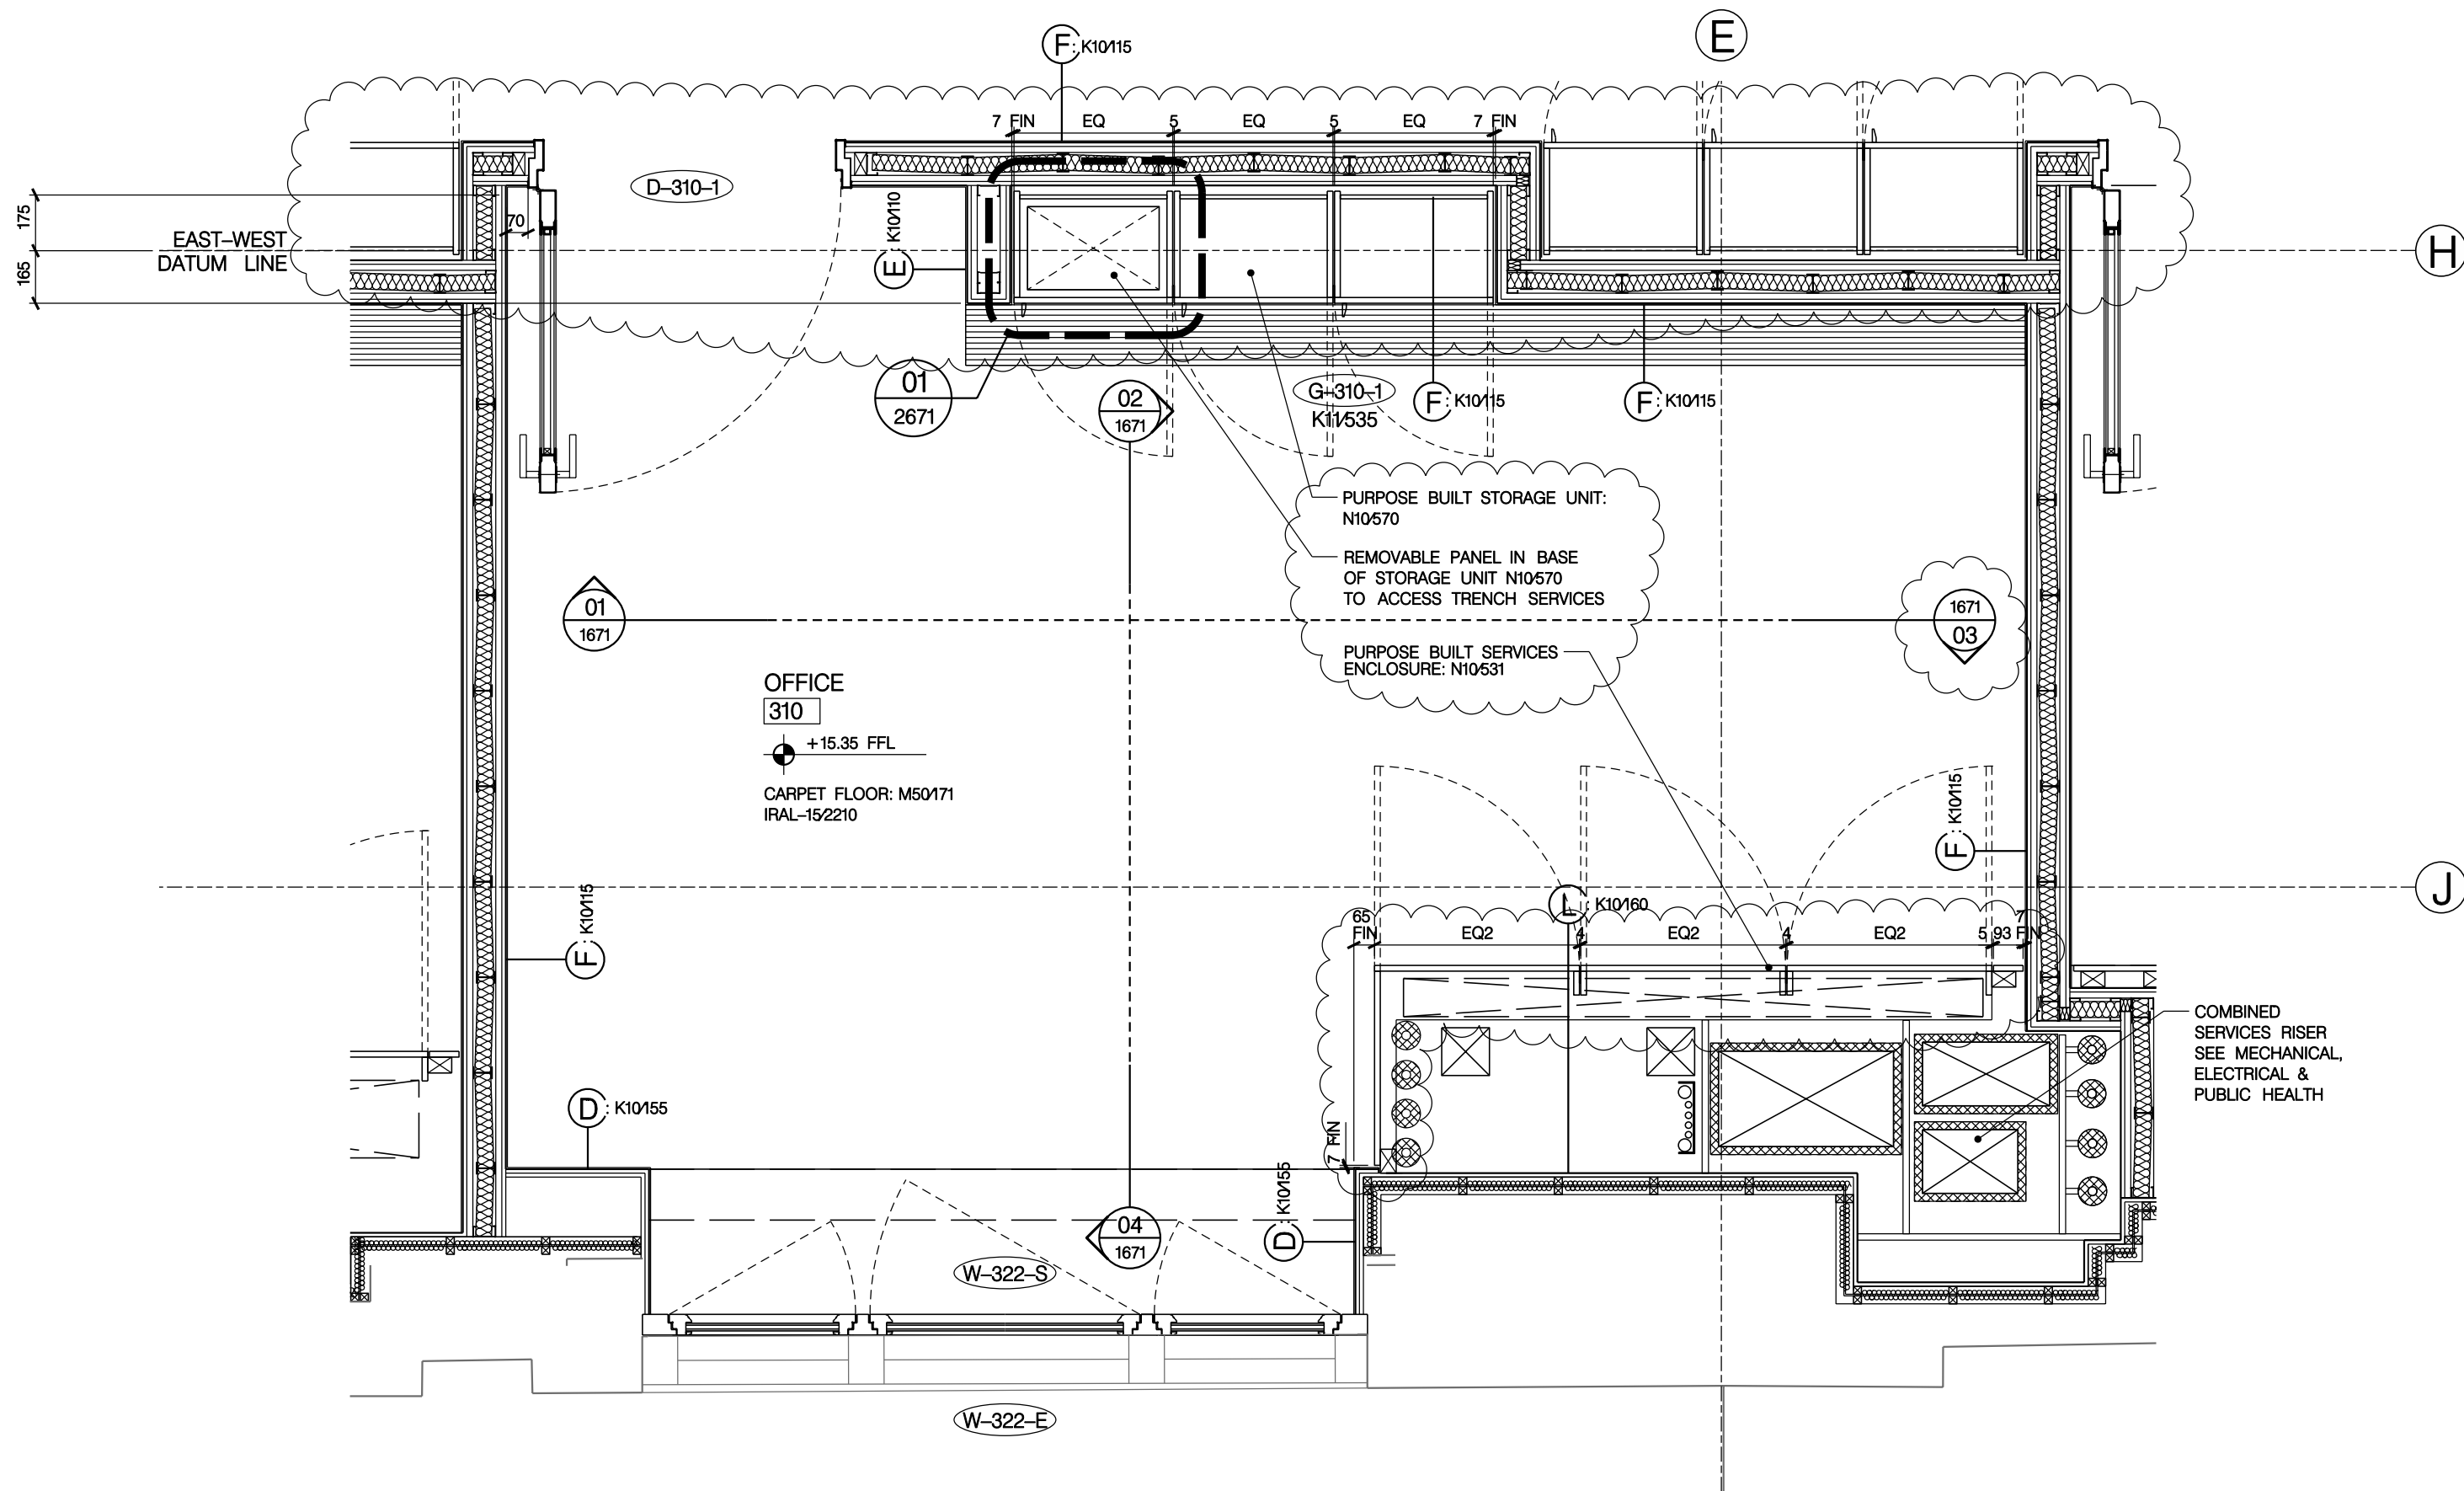 E
F : K10/115
7 FIN EQ 5 EQ 5 EQ 7 FIN
D–310–1
175
70
EAST–WEST
DATUM LINE
165
E : K10/110
H
01
2671
02
1671
G–310–1
K11/535
F : K10/115
F : K10/115
PURPOSE BUILT STORAGE UNIT:
N10/570
REMOVABLE PANEL IN BASE
OF STORAGE UNIT N10/570
TO ACCESS TRENCH SERVICES
01
1671
1671
03
PURPOSE BUILT SERVICES
ENCLOSURE: N10/531
OFFICE
310
+15.35 FFL
CARPET FLOOR: M50/171
IRAL–15/2210
F : K10/115
J
F : K10/115
L : K10/160
65
FIN EQ2 4 EQ2 4 EQ2 5 93 FIN
7
COMBINED
SERVICES RISER
SEE MECHANICAL,
ELECTRICAL &
PUBLIC HEALTH
D : K10/155
7 FIN
D : K10/155
04
1671
W–322–S
W–322–E